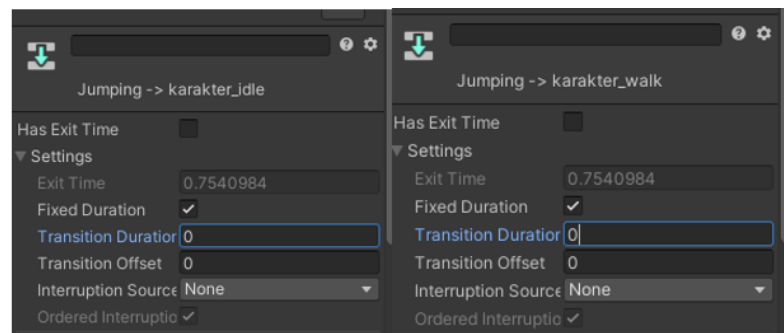 Jumping -> karakter_idle
Has Exit Time
Settings
Exit Time 0.7540984
Fixed Duration
Transition Duration 0
Transition Offset 0
Interruption Source None
Ordered Interruptio
Jumping -> karakter_walk
Has Exit Time
Settings
Exit Time 0.7540984
Fixed Duration
Transition Duration 0
Transition Offset 0
Interruption Source None
Ordered Interruptio